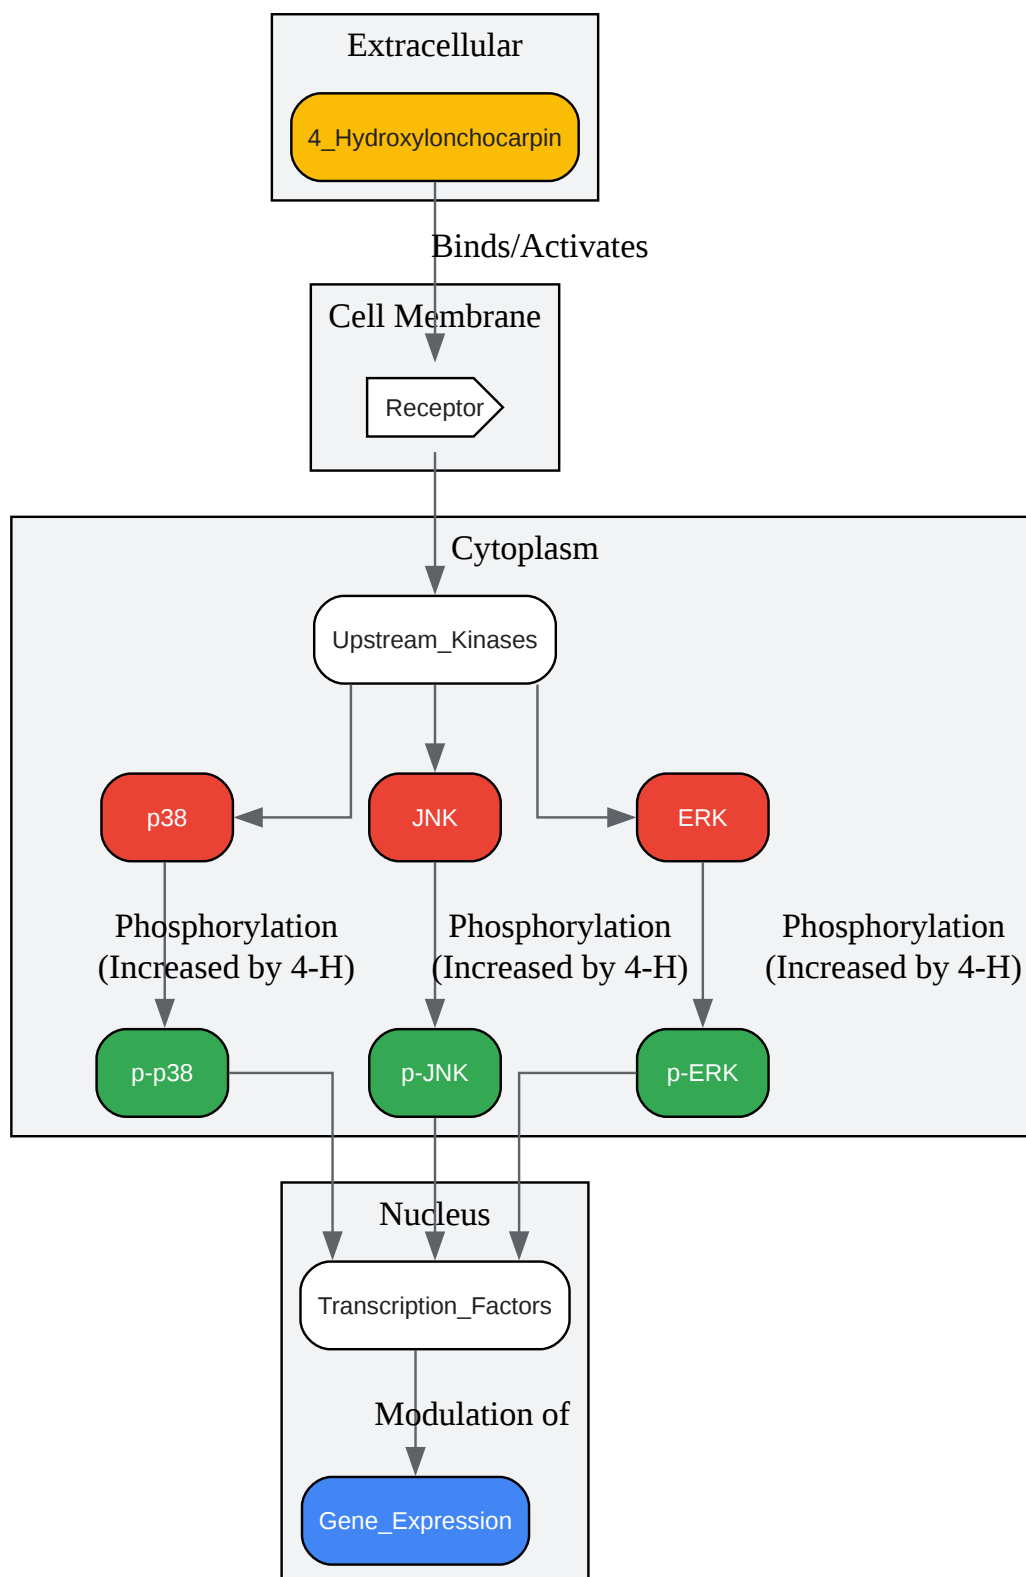 Extracellular
4_Hydroxylonchocarpin
Binds/Activates
Cell Membrane
Receptor
Cytoplasm
Upstream_Kinases
p38
JNK
ERK
Phosphorylation
(Increased by 4-H)
Phosphorylation
(Increased by 4-H)
Phosphorylation
(Increased by 4-H)
p-p38
p-JNK
p-ERK
Nucleus
Transcription_Factors
Modulation of
Gene_Expression